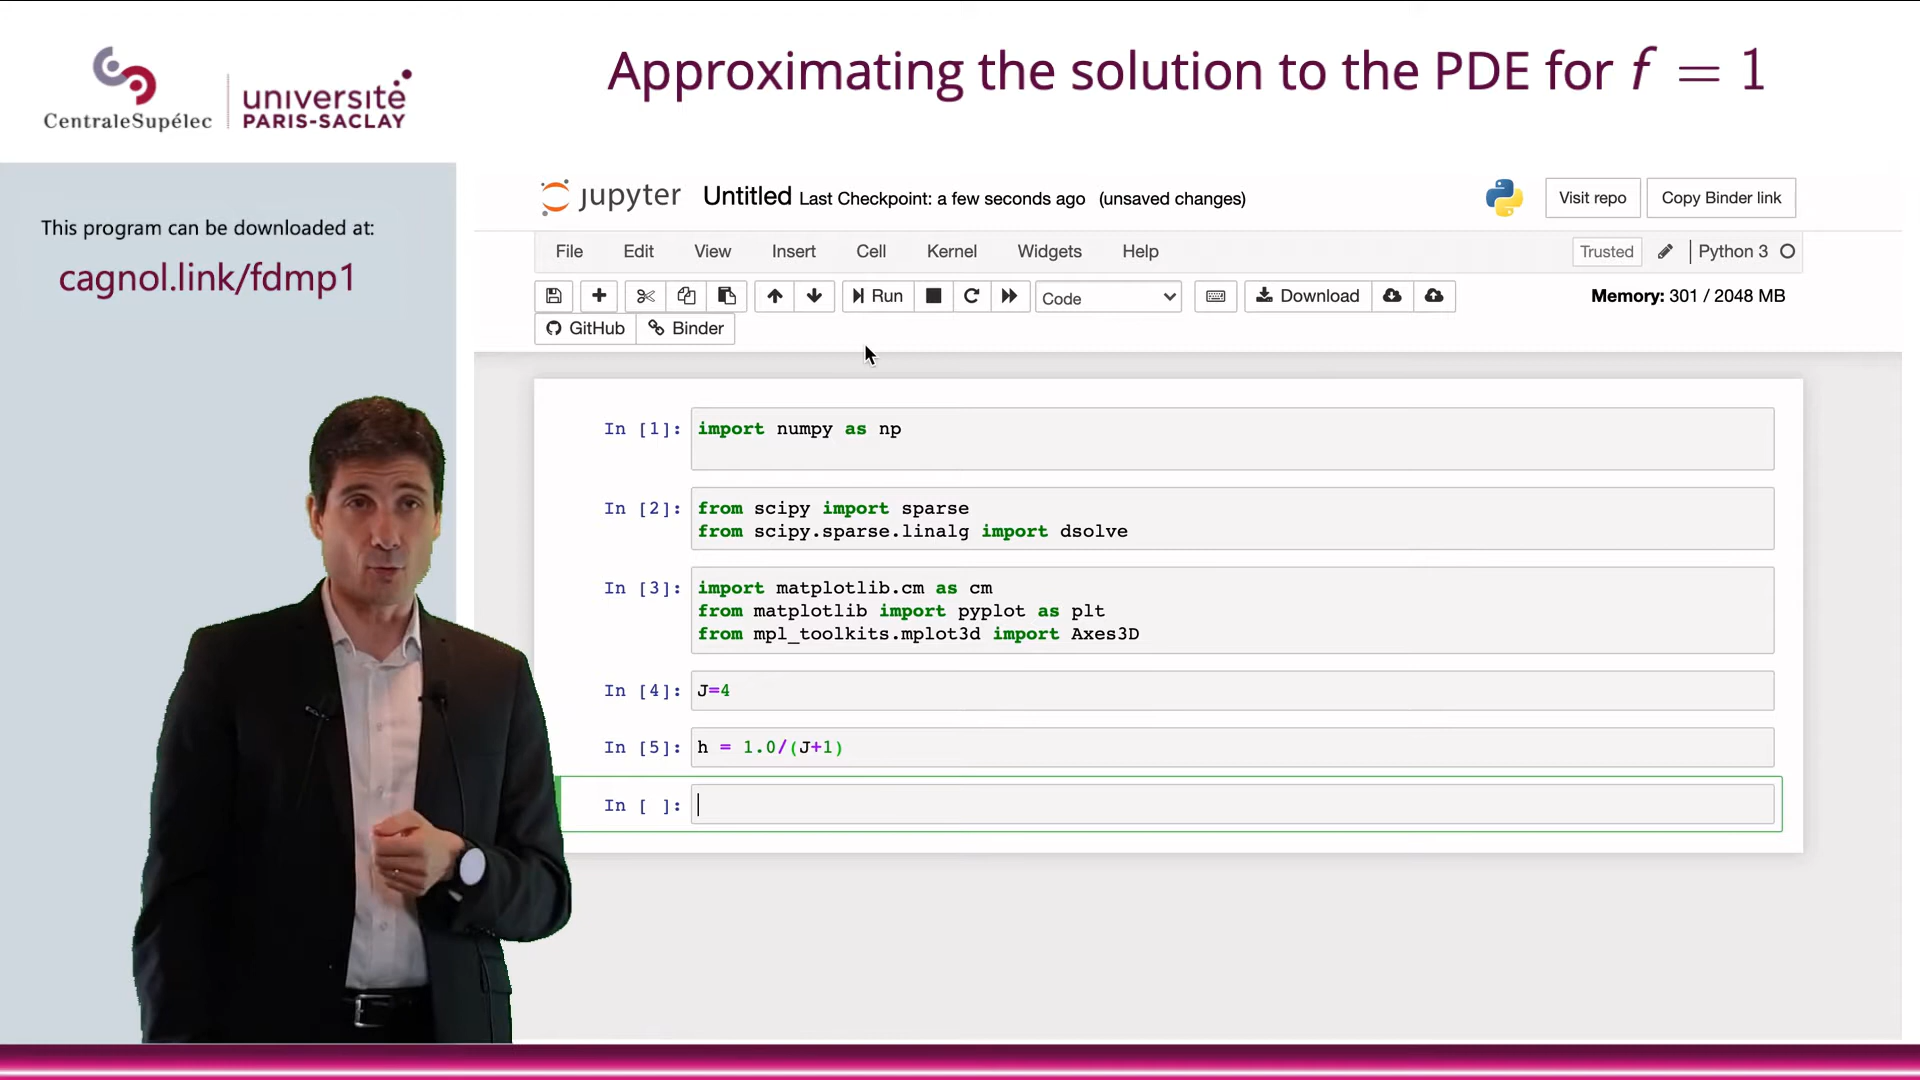 CentraleSupélec
université
PARIS-SACLAY
Approximating the solution to the PDE for f = 1
This program can be downloaded at:
cagnol.link/fdmp1
jupyter Untitled Last Checkpoint: a few seconds ago (unsaved changes)
Visit repo
Copy Binder link
File Edit View Insert Cell Kernel Widgets Help
Trusted
Python 3
Run
Code
Download
Memory: 301 / 2048 MB
GitHub
Binder
In [1]: import numpy as np
In [2]: from scipy import sparse
from scipy.sparse.linalg import dsolve
In [3]: import matplotlib.cm as cm
from matplotlib import pyplot as plt
from mpl_toolkits.mplot3d import Axes3D
In [4]: J=4
In [5]: h = 1.0/(J+1)
In [ ]: